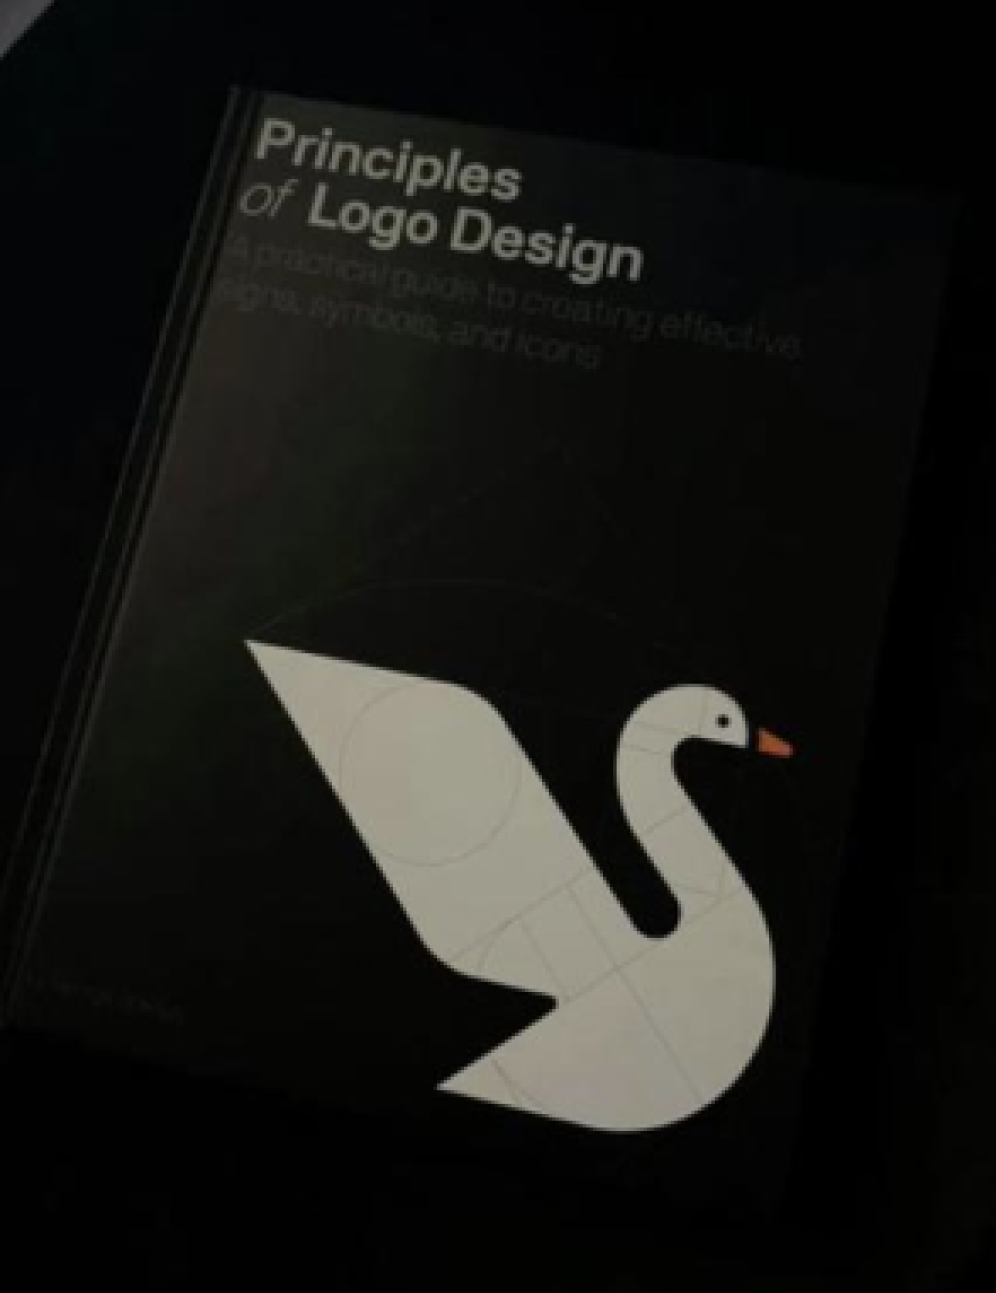 Principles
of Logo Design
A practical guide to creating effective
signs, symbols, and icons